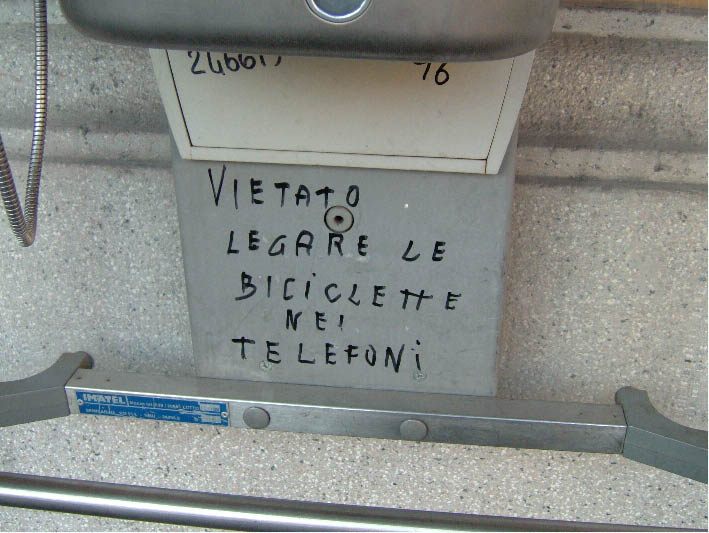 VIETATO
LEGARE LE
BICICLETTE
NEI
TELEFONI
IMATEL